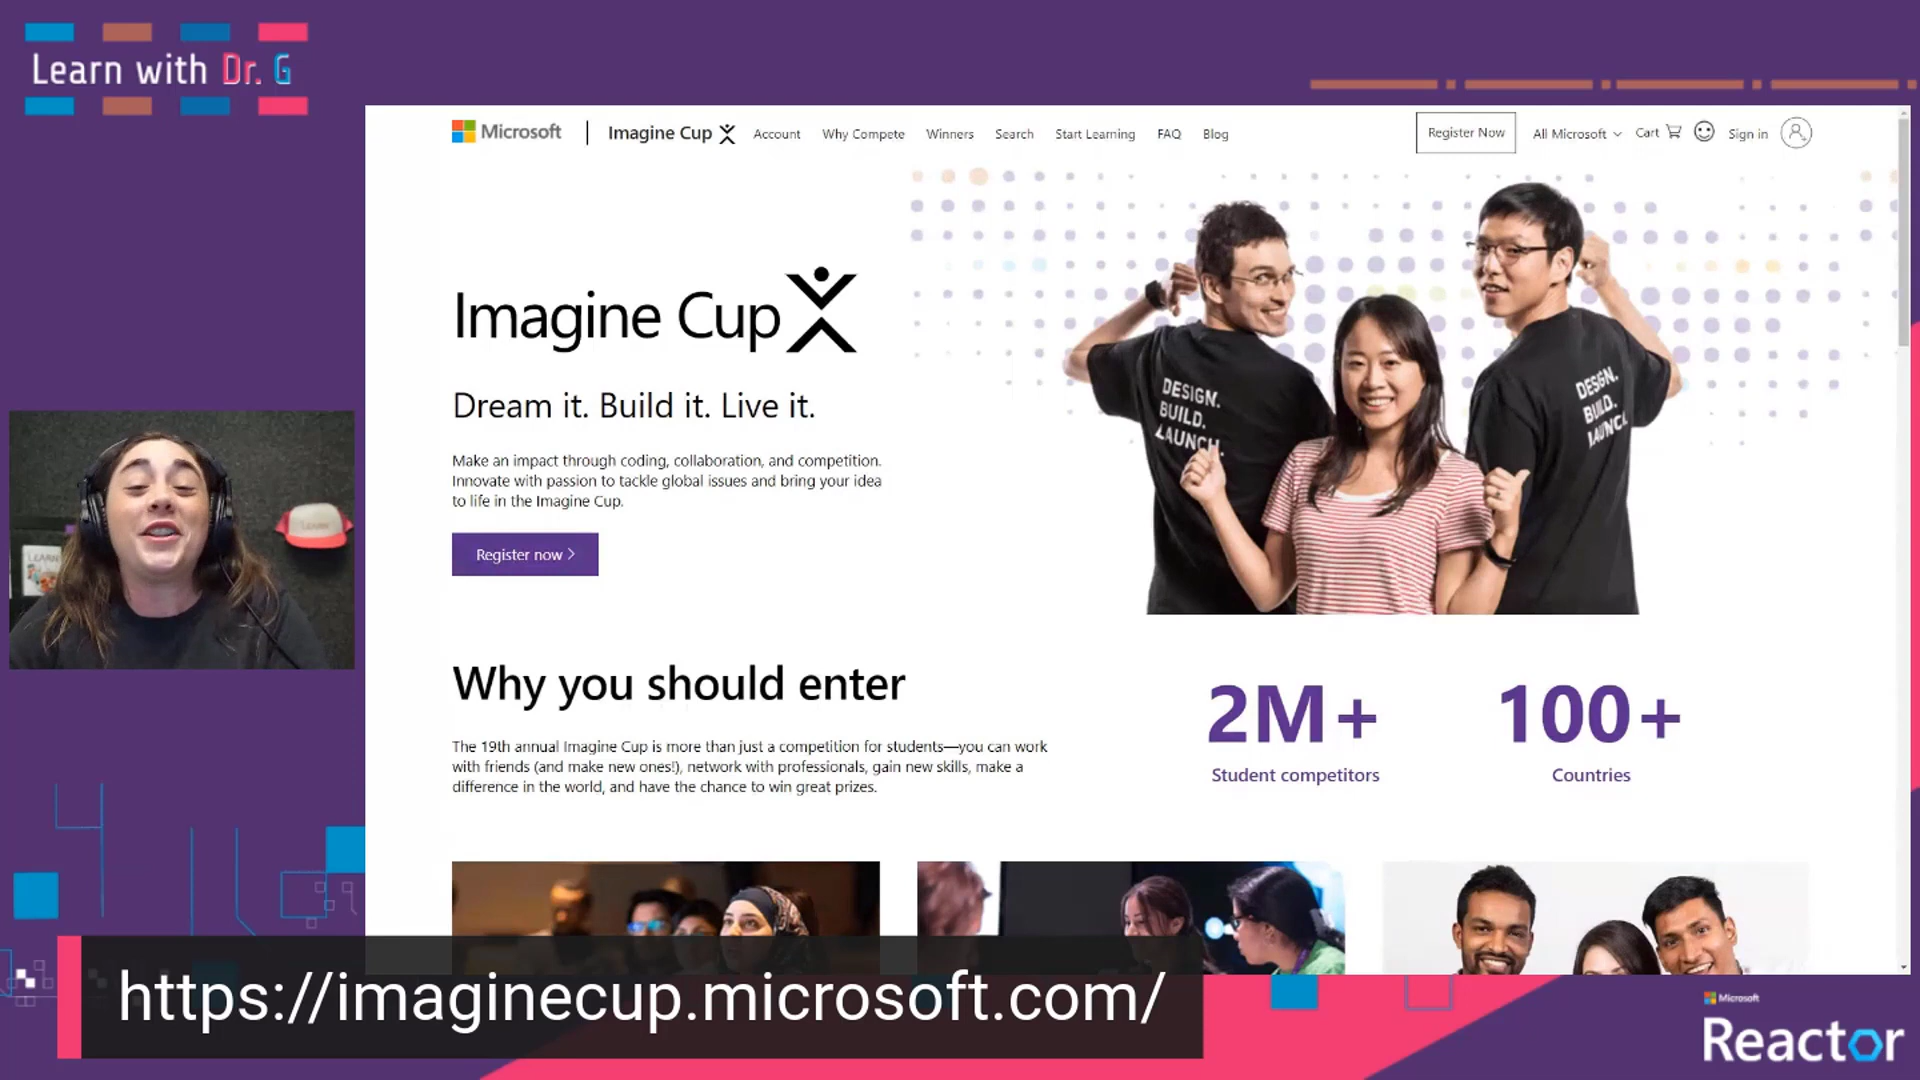 Learn with Dr. G
Microsoft
Imagine Cup
Account
Why Compete
Winners
Search
Start Learning
FAQ
Blog
Register Now
All Microsoft
Cart
Sign in
Imagine Cup
Dream it. Build it. Live it.
Make an impact through coding, collaboration, and competition.
Innovate with passion to tackle global issues and bring your idea
to life in the Imagine Cup.
Register now
DESIGN.
BUILD.
LAUNCH.
DESIGN.
BUILD.
LAUNCH.
LEARN
Why you should enter
The 19th annual Imagine Cup is more than just a competition for students—you can work
with friends (and make new ones!), network with professionals, gain new skills, make a
difference in the world, and have the chance to win great prizes.
2M+
Student competitors
100+
Countries
https://imaginecup.microsoft.com/
Microsoft
Reactor